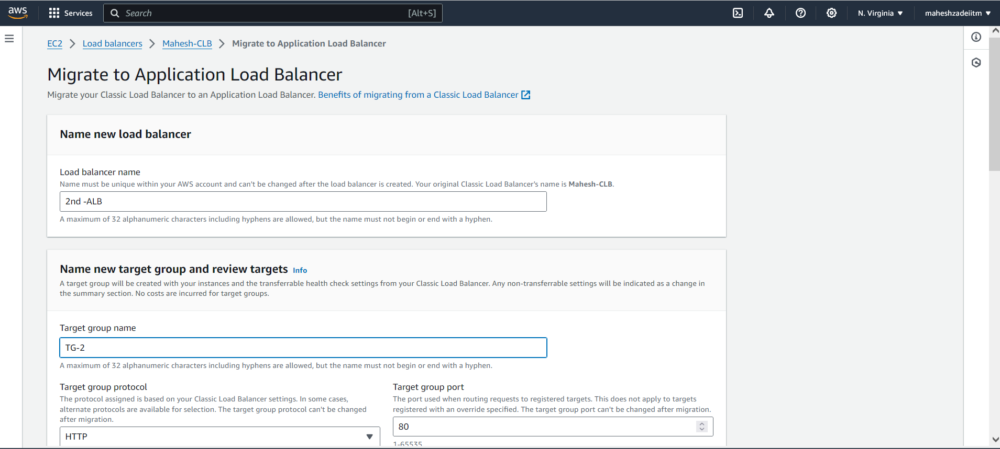 aws Services Search [Alt+S] N. Virginia maheshzadeiitm
EC2 Load balancers Mahesh-CLB Migrate to Application Load Balancer
Migrate to Application Load Balancer
Migrate your Classic Load Balancer to an Application Load Balancer. Benefits of migrating from a Classic Load Balancer
Name new load balancer
Load balancer name
Name must be unique within your AWS account and can't be changed after the load balancer is created. Your original Classic Load Balancer's name is Mahesh-CLB.
2nd -ALB
A maximum of 32 alphanumeric characters including hyphens are allowed, but the name must not begin or end with a hyphen.
Name new target group and review targets Info
A target group will be created with your instances and the transferrable health check settings from your Classic Load Balancer. Any non-transferrable settings will be indicated as a change in
the summary section. No costs are incurred for target groups.
Target group name
TG-2
A maximum of 32 alphanumeric characters including hyphens are allowed, but the name must not begin or end with a hyphen.
Target group protocol
The protocol assigned is based on your Classic Load Balancer settings. In some cases,
alternate protocols are available for selection. The target group protocol can't be changed
after migration.
HTTP
Target group port
The port used when routing requests to registered targets. This does not apply to targets
registered with an override specified. The target group port can't be changed after migration.
80
1-65535